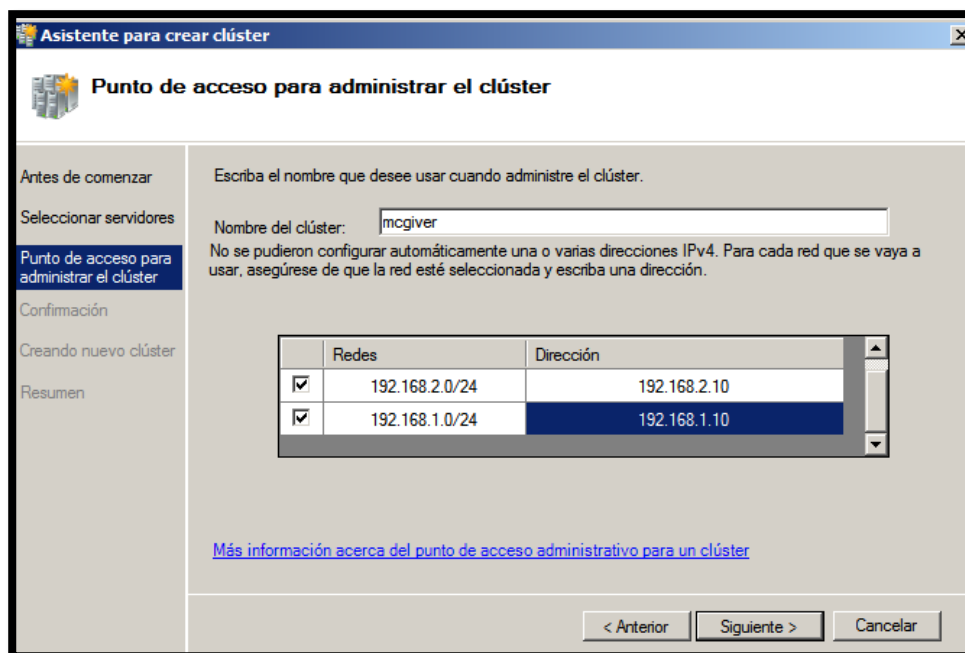 Asistente para crear clúster
Punto de acceso para administrar el clúster
Antes de comenzar
Seleccionar servidores
Punto de acceso para
administrar el clúster
Confirmación
Creando nuevo clúster
Resumen
Escriba el nombre que desee usar cuando administre el clúster.
Nombre del clúster: mcgiver
No se pudieron configurar automáticamente una o varias direcciones IPv4. Para cada red que se vaya a
usar, asegúrese de que la red esté seleccionada y escriba una dirección.
Redes Dirección
192.168.2.0/24 192.168.2.10
192.168.1.0/24 192.168.1.10
Más información acerca del punto de acceso administrativo para un clúster
< Anterior Siguiente > Cancelar